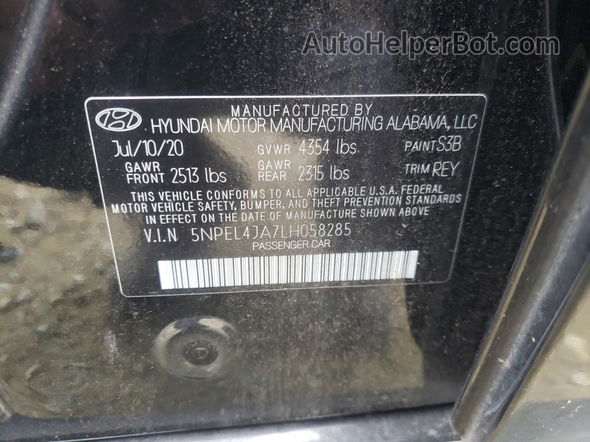 AutoHelperBot.com
MANUFACTURED BY
HYUNDAI MOTOR MANUFACTURING ALABAMA, LLC
Jul/10/20 GVWR 4354 lbs PAINT S3B
GAWR FRONT 2513 lbs GAWR REAR 2315 lbs TRIM REY
THIS VEHICLE CONFORMS TO ALL APPLICABLE U.S.A. FEDERAL
MOTOR VEHICLE SAFETY, BUMPER, AND THEFT PREVENTION
STANDARDS IN EFFECT ON THE DATE OF MANUFACTURE SHOWN ABOVE.
V.I.N 5NPEL4JA7LH058285
PASSENGER CAR